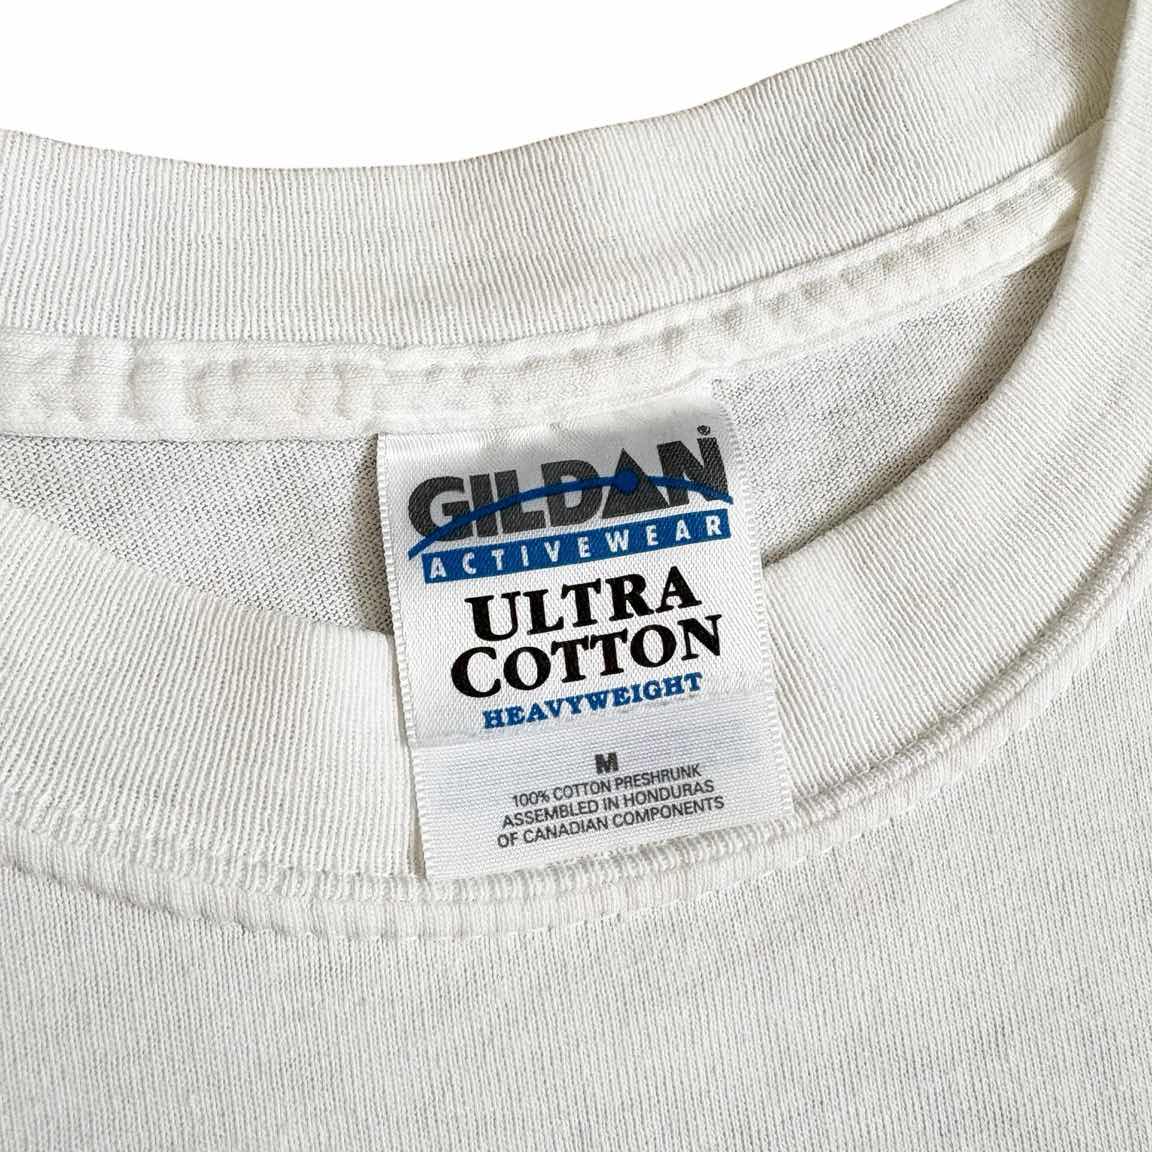 GILDAN®
ACTIVEWEAR
ULTRA
COTTON
HEAVYWEIGHT
M
100% COTTON PRESHRUNK
ASSEMBLED IN HONDURAS
OF CANADIAN COMPONENTS